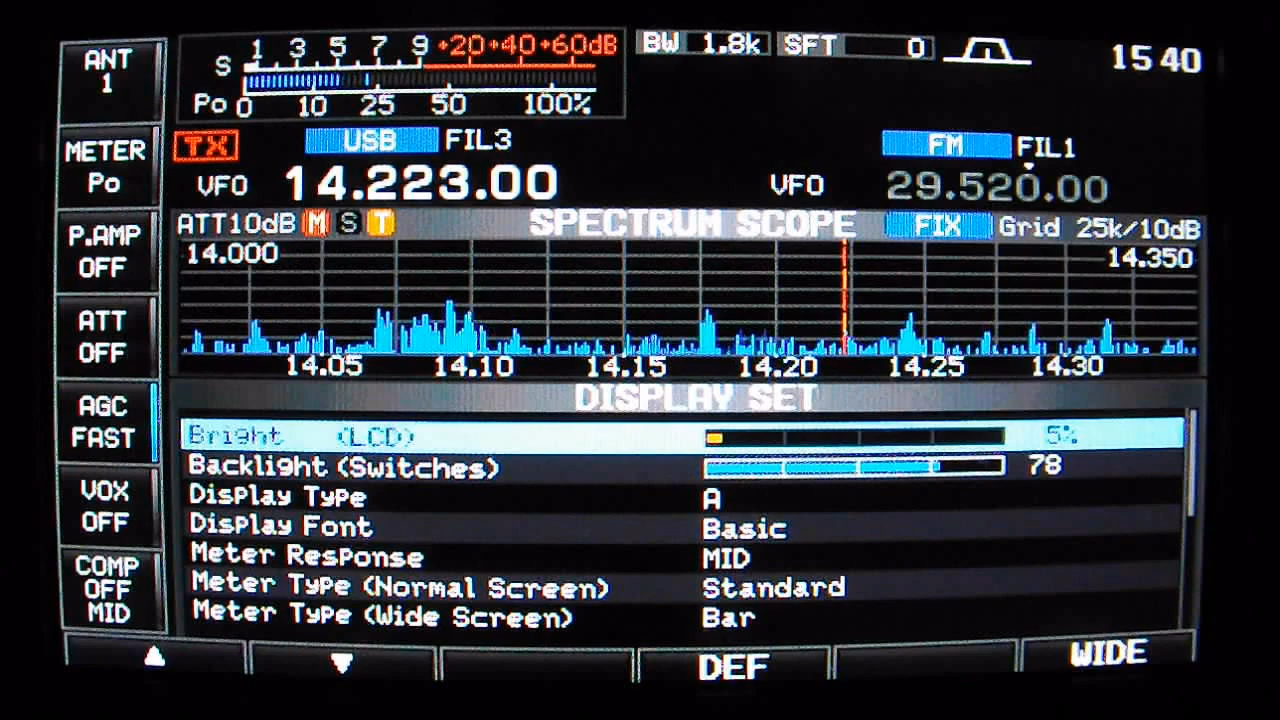 ANT
1
METER
Po
P.AMP
OFF
ATT
OFF
AGC
FAST
VOX
OFF
COMP
OFF
MID
S 1 3 5 7 9 +20+40+60dB
Po 0 10 25 50 100%
BW 1.8k SFT 0
15 40
TX USB FIL3
VFO 14.223.00
FM FIL1
VFO 29.520.00
ATT10dB M S T SPECTRUM SCOPE FIX Grid 25k/10dB
14.000 14.350
14.05 14.10 14.15 14.20 14.25 14.30
DISPLAY SET
Bright (LCD) 5%
Backlight (Switches) 78
Display Type A
Display Font Basic
Meter Response MID
Meter Type (Normal Screen) Standard
Meter Type (Wide Screen) Bar
DEF WIDE